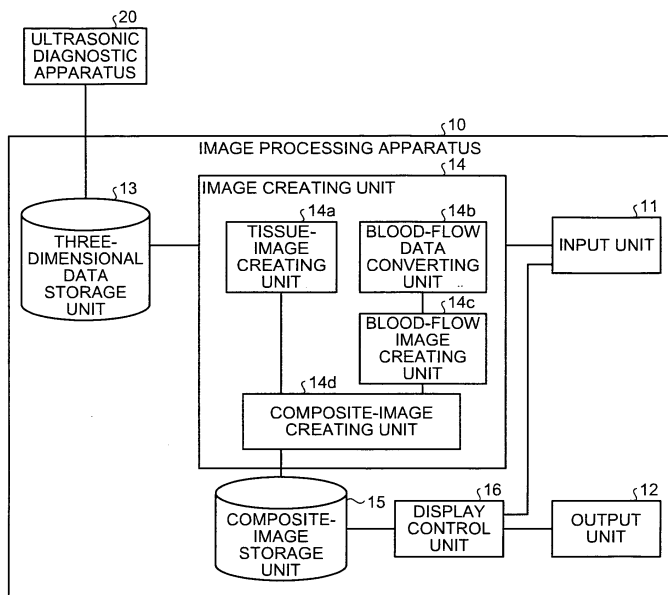 20
ULTRASONIC
DIAGNOSTIC
APPARATUS
10
IMAGE PROCESSING APPARATUS
13
THREE-
DIMENSIONAL
DATA
STORAGE
UNIT
14
IMAGE CREATING UNIT
14a
TISSUE-
IMAGE
CREATING
UNIT
14b
BLOOD-FLOW
DATA
CONVERTING
UNIT
14c
BLOOD-FLOW
IMAGE
CREATING
UNIT
14d
COMPOSITE-IMAGE
CREATING UNIT
11
INPUT UNIT
15
COMPOSITE-
IMAGE
STORAGE
UNIT
16
DISPLAY
CONTROL
UNIT
12
OUTPUT
UNIT